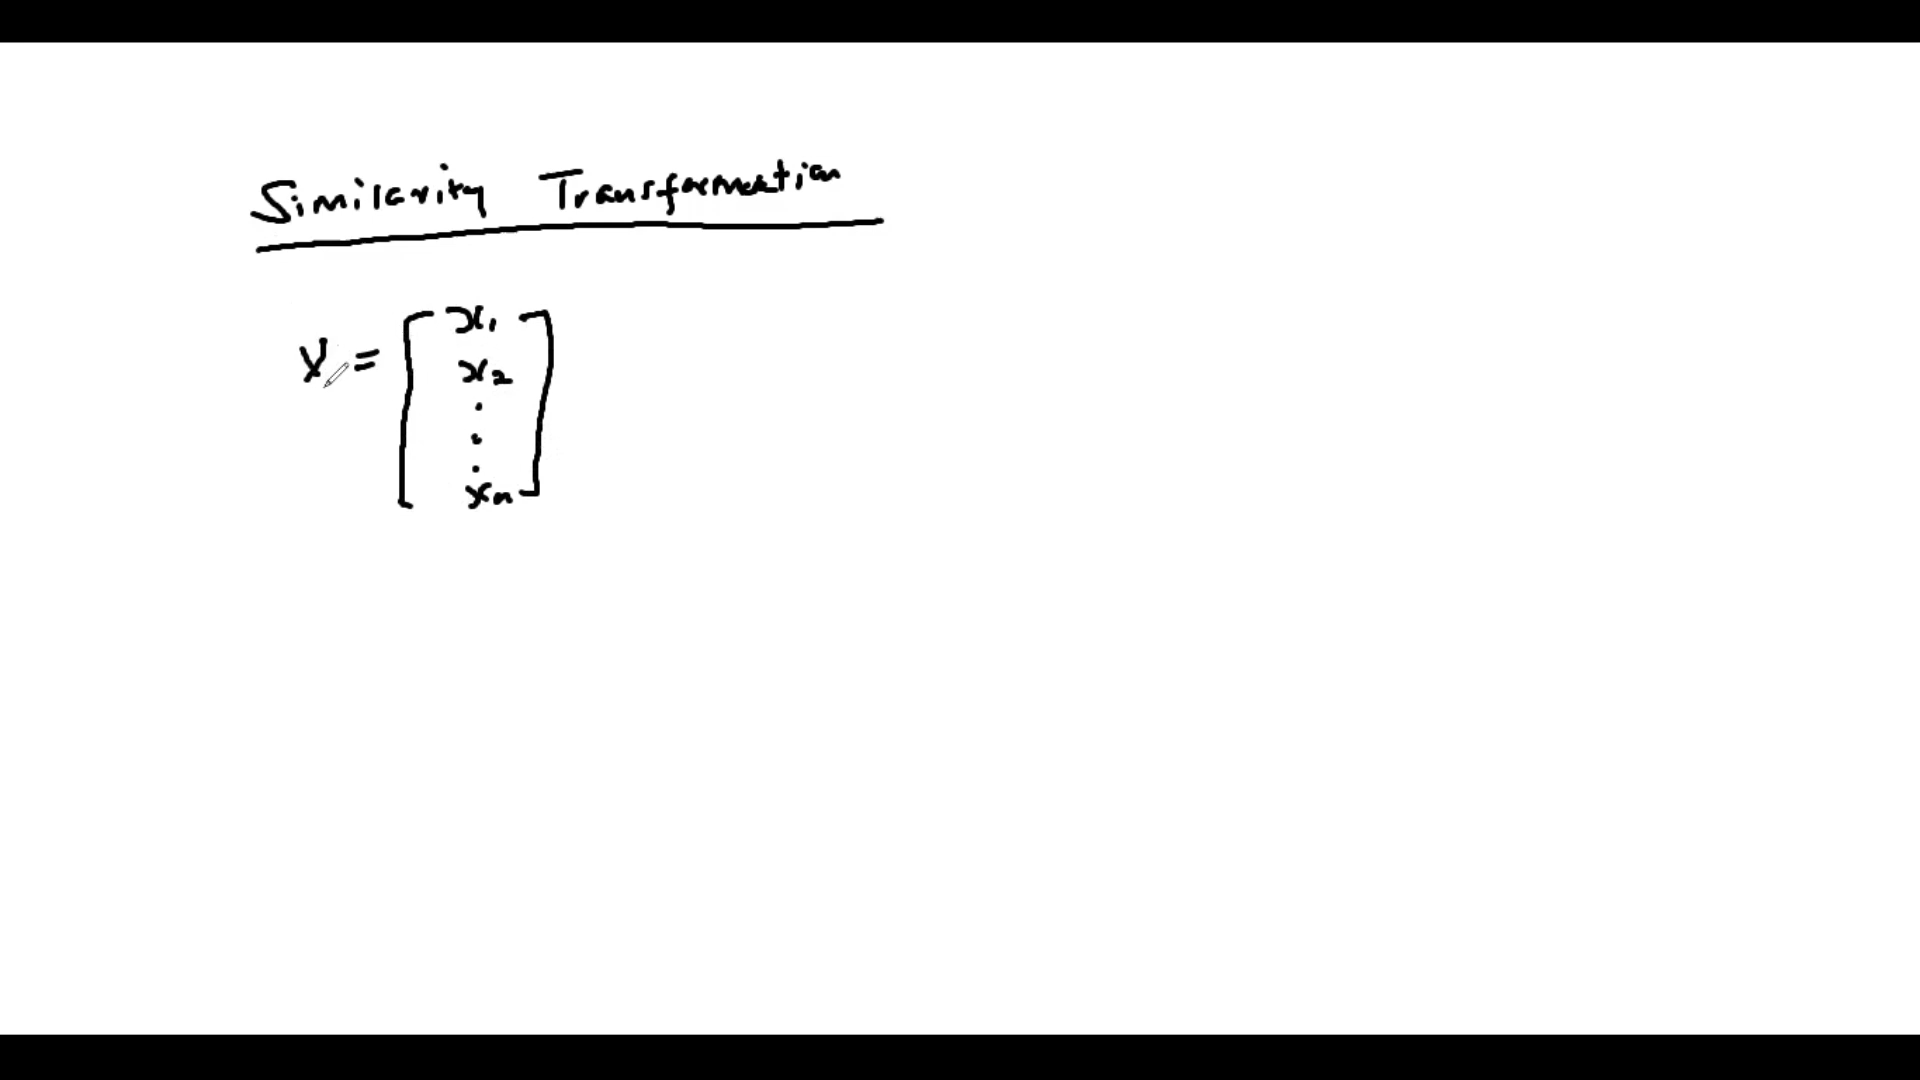 Similarity Transformation
X = [ x1
x2
.
.
.
xn ]